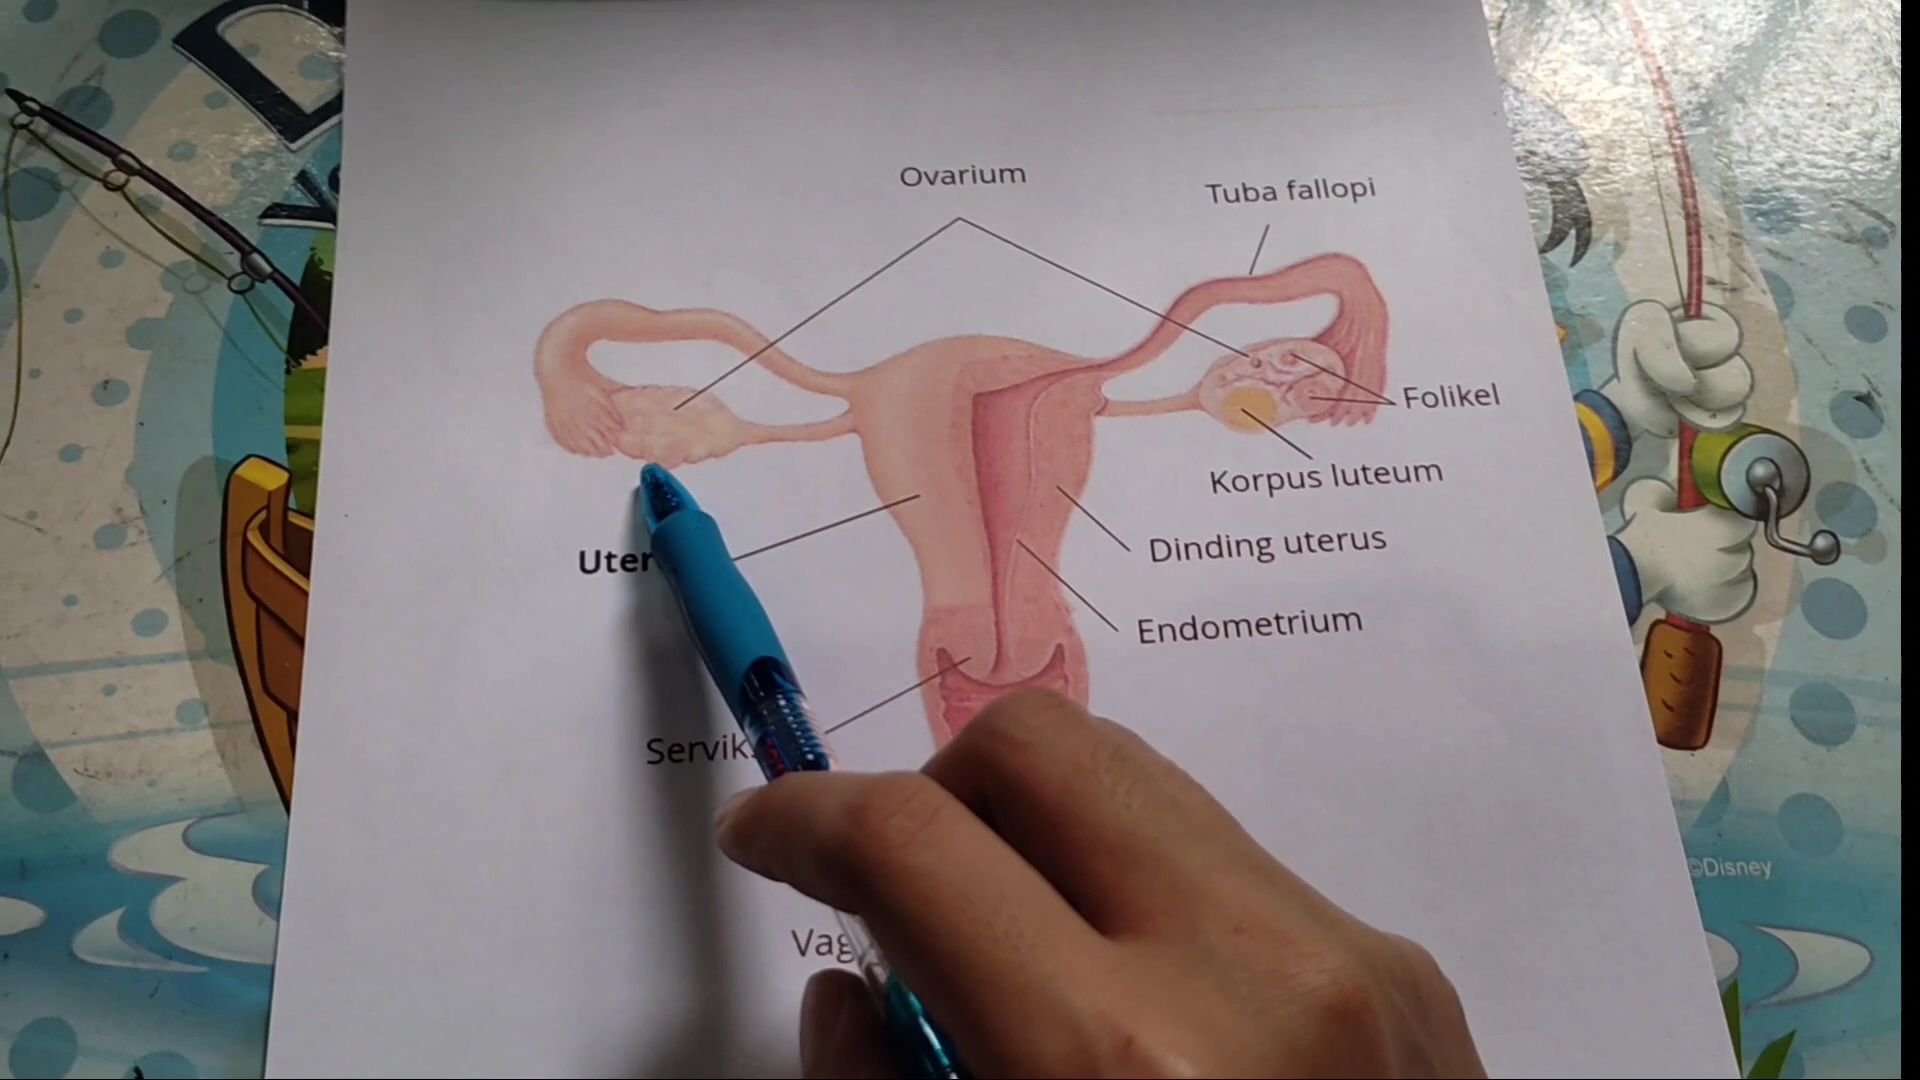 Ovarium
Tuba fallopi
Folikel
Korpus luteum
Dinding uterus
Endometrium
©Disney